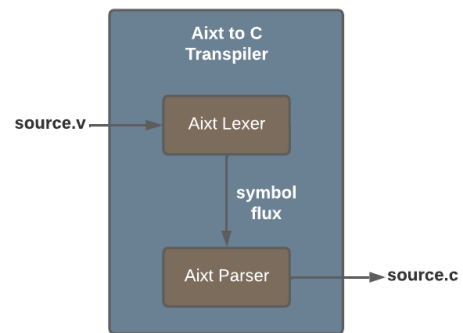 Aixt to C
Transpiler
source.v
Aixt Lexer
symbol
flux
Aixt Parser
source.c